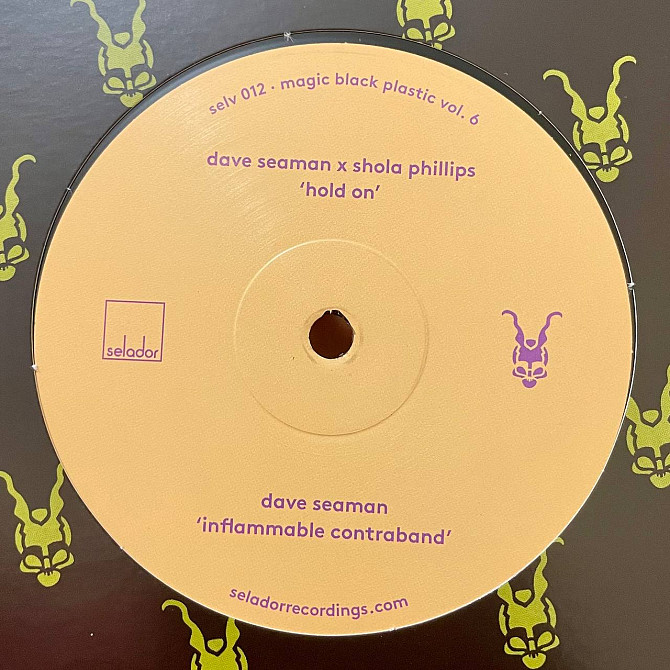 selv 012 · magic black plastic vol. 6
dave seaman x shola phillips
‘hold on’
selador
dave seaman
‘inflammable contraband’
seladorrecordings.com